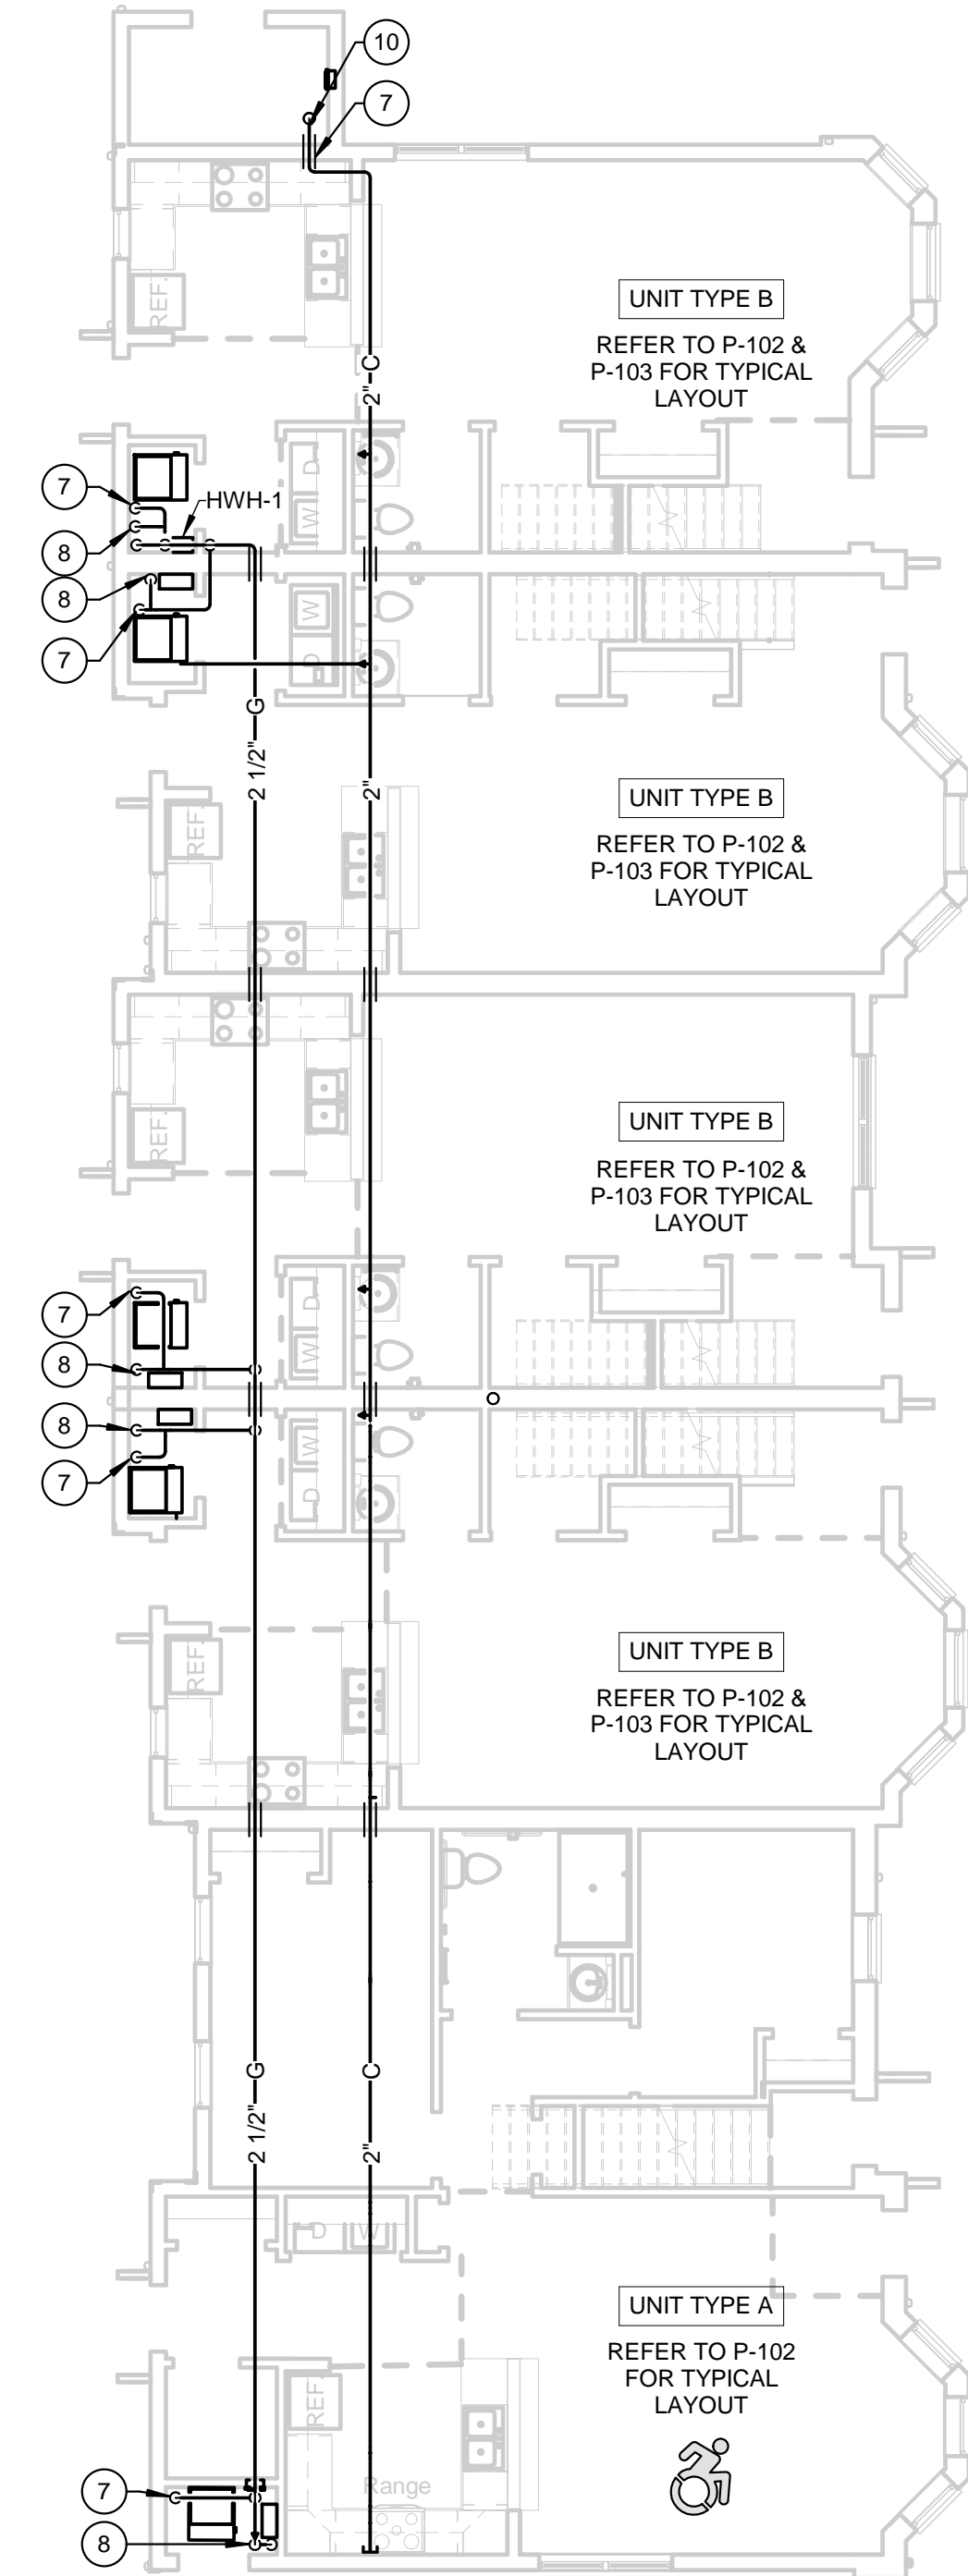 10
7
REF.
UNIT TYPE B
REFER TO P-102 &
P-103 FOR TYPICAL
LAYOUT
2"
C
D
W
7
HWH-1
8
8
7
W
D
G
2 1/2"
2"
UNIT TYPE B
REFER TO P-102 &
P-103 FOR TYPICAL
LAYOUT
REF.
REF.
UNIT TYPE B
REFER TO P-102 &
P-103 FOR TYPICAL
LAYOUT
D
W
7
8
8
7
W
D
REF.
UNIT TYPE B
REFER TO P-102 &
P-103 FOR TYPICAL
LAYOUT
G
C
2 1/2"
2"
D
W
UNIT TYPE A
REFER TO P-102
FOR TYPICAL
LAYOUT
REF.
Range
7
8